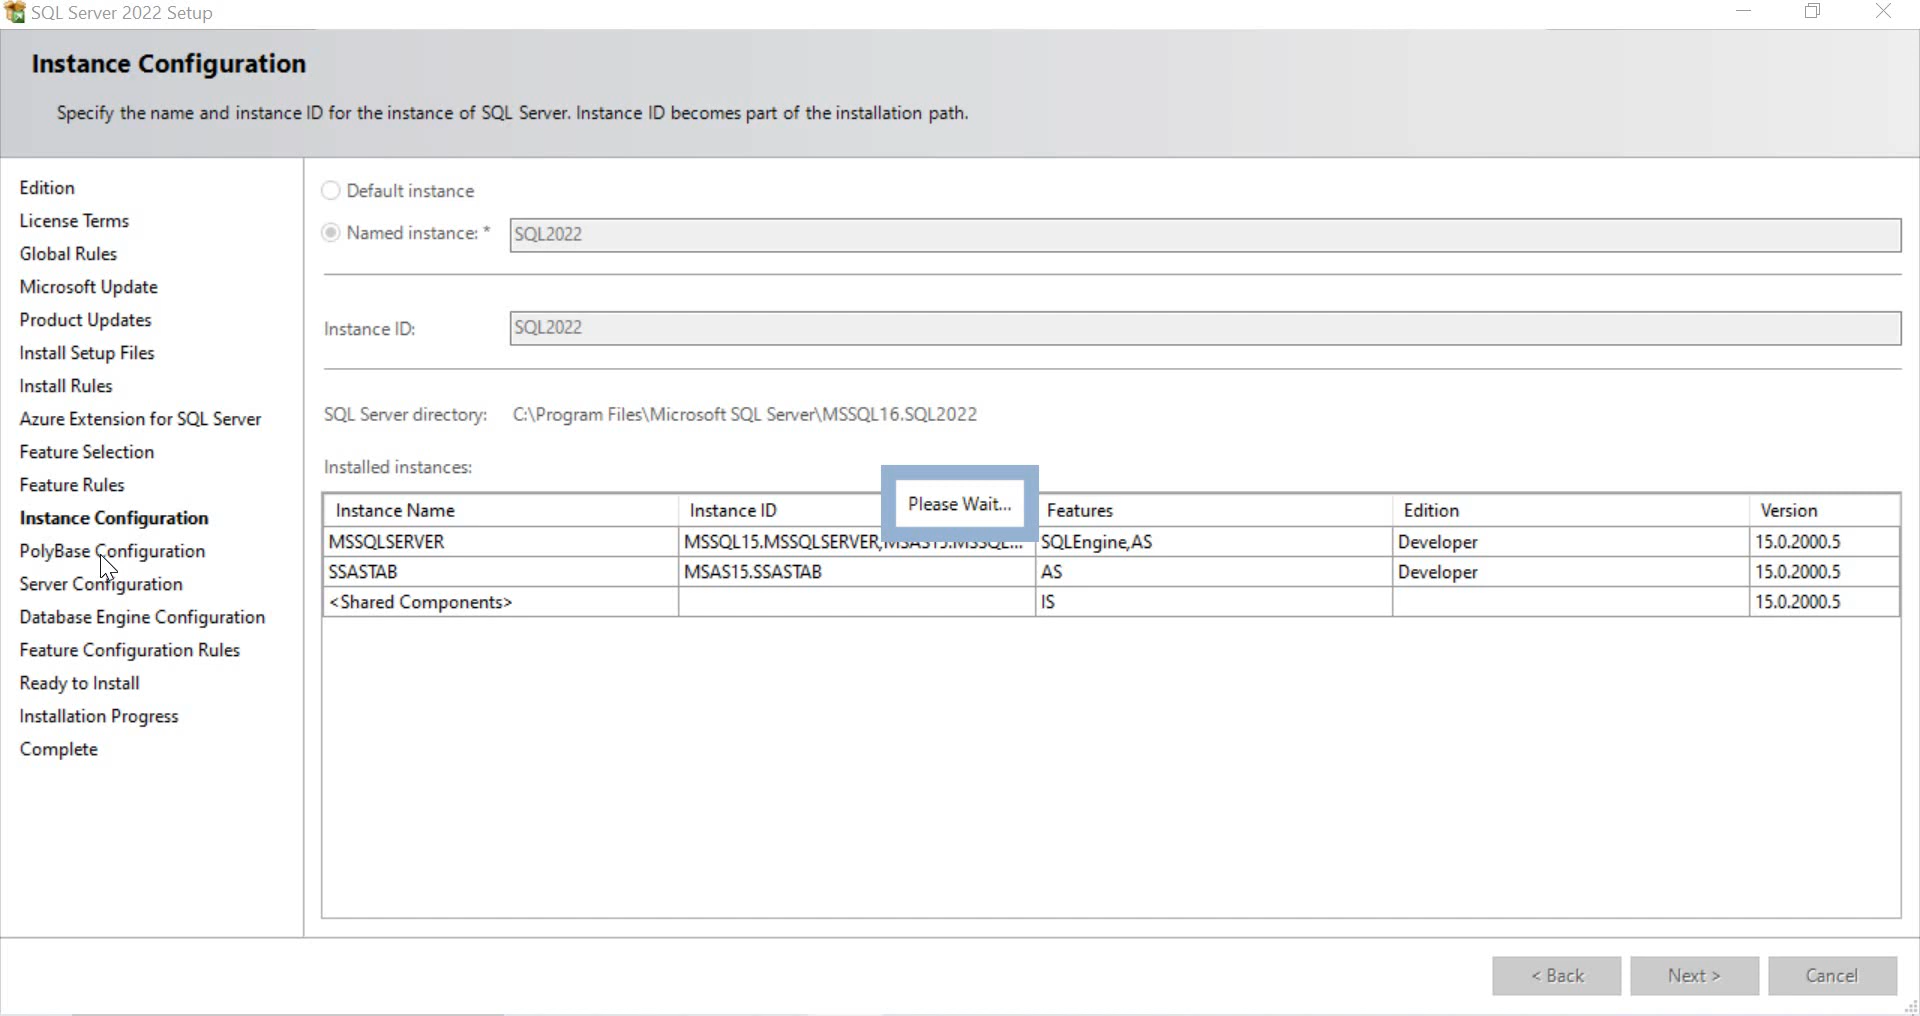 SQL Server 2022 Setup
Instance Configuration
Specify the name and instance ID for the instance of SQL Server. Instance ID becomes part of the installation path.
Edition
License Terms
Global Rules
Microsoft Update
Product Updates
Install Setup Files
Install Rules
Azure Extension for SQL Server
Feature Selection
Feature Rules
Instance Configuration
PolyBase Configuration
Server Configuration
Database Engine Configuration
Feature Configuration Rules
Ready to Install
Installation Progress
Complete
Default instance
Named instance: * SQL2022
Instance ID: SQL2022
SQL Server directory: C:\Program Files\Microsoft SQL Server\MSSQL16.SQL2022
Installed instances:
Please Wait...
Instance Name Instance ID Features Edition Version
MSSQLSERVER MSSQL15.MSSQLSERVER,MSAS15.MSSQL... SQLEngine,AS Developer 15.0.2000.5
SSASTAB MSAS15.SSASTAB AS Developer 15.0.2000.5
<Shared Components> IS 15.0.2000.5
< Back Next > Cancel